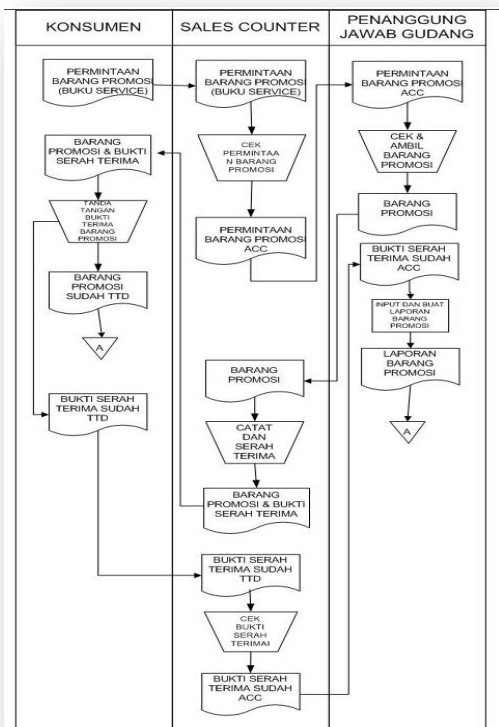 KONSUMEN
SALES COUNTER
PENANGGUNG
JAWAB GUDANG
PERMINTAAN
BARANG PROMOSI
(BUKU SERVICE)
PERMINTAAN
BARANG PROMOSI
(BUKU SERVICE)
PERMINTAAN
BARANG PROMOSI
ACC
BARANG
PROMOSI & BUKTI
SERAH TERIMA
CEK
PERMINTAA
N BARANG
PROMOSI
CEK &
AMBIL
BARANG
PROMOSI
TANDA
TANGAN
BUKTI
TERIMA
BARANG
PROMOSI
PERMINTAAN
BARANG PROMOSI
ACC
BARANG
PROMOSI
BARANG
PROMOSI
SUDAH TTD
BUKTI SERAH
TERIMA SUDAH
ACC
A
INPUT DAN BUAT
LAPORAN
BARANG
PROMOSI
BARANG
PROMOSI
LAPORAN
BARANG
PROMOSI
BUKTI SERAH
TERIMA SUDAH
TTD
CATAT
DAN
SERAH
TERIMA
A
BARANG
PROMOSI & BUKTI
SERAH TERIMA
BUKTI SERAH
TERIMA SUDAH
TTD
CEK
BUKTI
SERAH
TERIMAI
BUKTI SERAH
TERIMA SUDAH
ACC